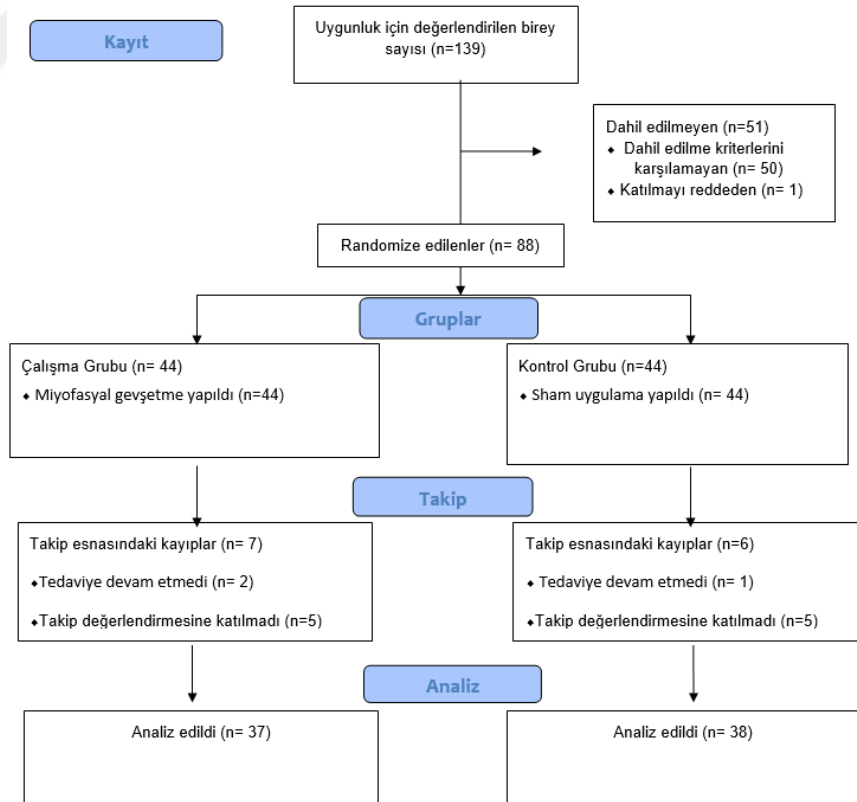 Kayıt
Uygunluk için değerlendirilen birey
sayısı (n=139)
Dahil edilmeyen (n=51)
⬥ Dahil edilme kriterlerini
karşılamayan (n= 50)
⬥ Katılmayı reddeden (n= 1)
Randomize edilenler (n= 88)
Gruplar
Çalışma Grubu (n= 44)
⬥ Miyofasyal gevşetme yapıldı (n=44)
Kontrol Grubu (n=44)
⬥ Sham uygulama yapıldı (n= 44)
Takip
Takip esnasındaki kayıplar (n= 7)
⬥Tedaviye devam etmedi (n= 2)
⬥Takip değerlendirmesine katılmadı (n=5)
Takip esnasındaki kayıplar (n=6)
⬥Tedaviye devam etmedi (n= 1)
⬥Takip değerlendirmesine katılmadı (n=5)
Analiz
Analiz edildi (n= 37)
Analiz edildi (n= 38)